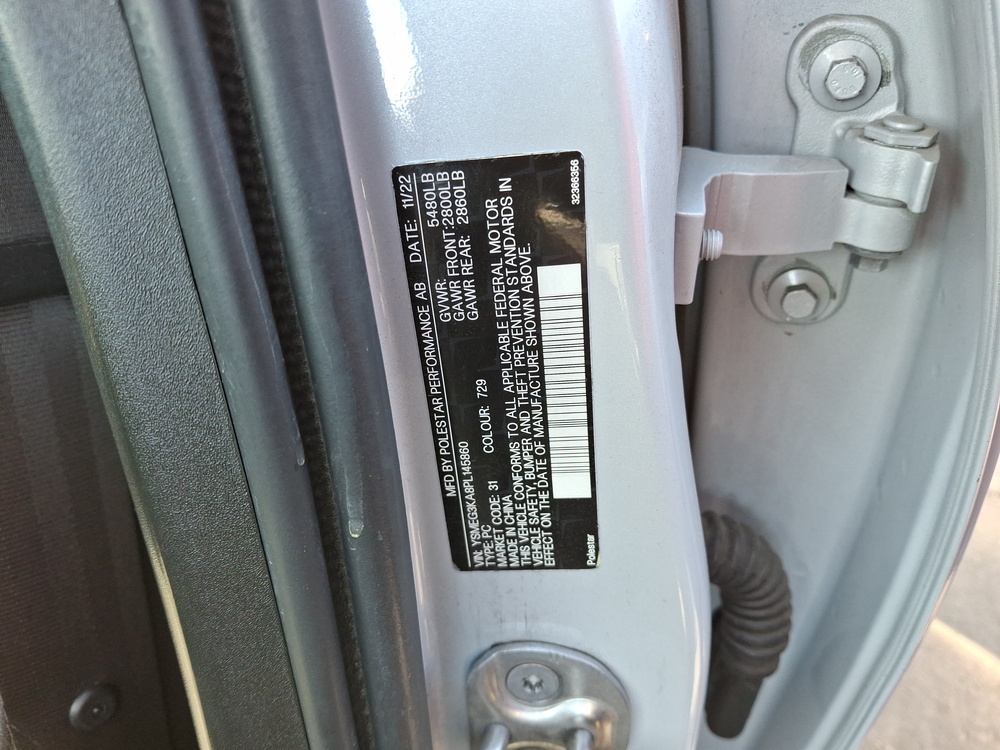 MFD BY POLESTAR PERFORMANCE AB DATE: 11/22
GVWR: 5480LB
GAWR FRONT:2800LB
GAWR REAR: 2860LB
VIN: YSMEG3KA8PL145860
TYPE: PC COLOUR: 729
MARKET CODE: 31
MADE IN CHINA
THIS VEHICLE CONFORMS TO ALL APPLICABLE FEDERAL MOTOR
VEHICLE SAFETY, BUMPER AND THEFT PREVENTION STANDARDS IN
EFFECT ON THE DATE OF MANUFACTURE SHOWN ABOVE.
Polestar 32366356